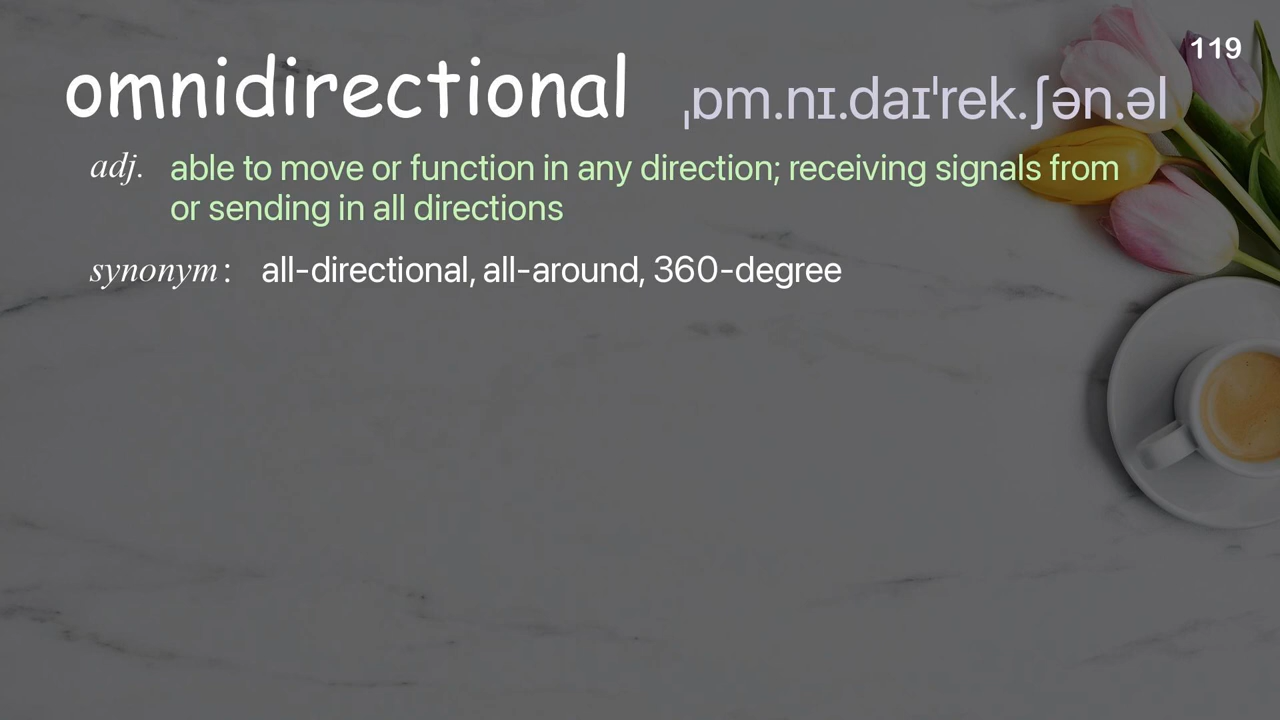 119
omnidirectional ˌɒm.nɪ.daɪˈrek.ʃən.əl
adj. able to move or function in any direction; receiving signals from
or sending in all directions
synonym: all-directional, all-around, 360-degree